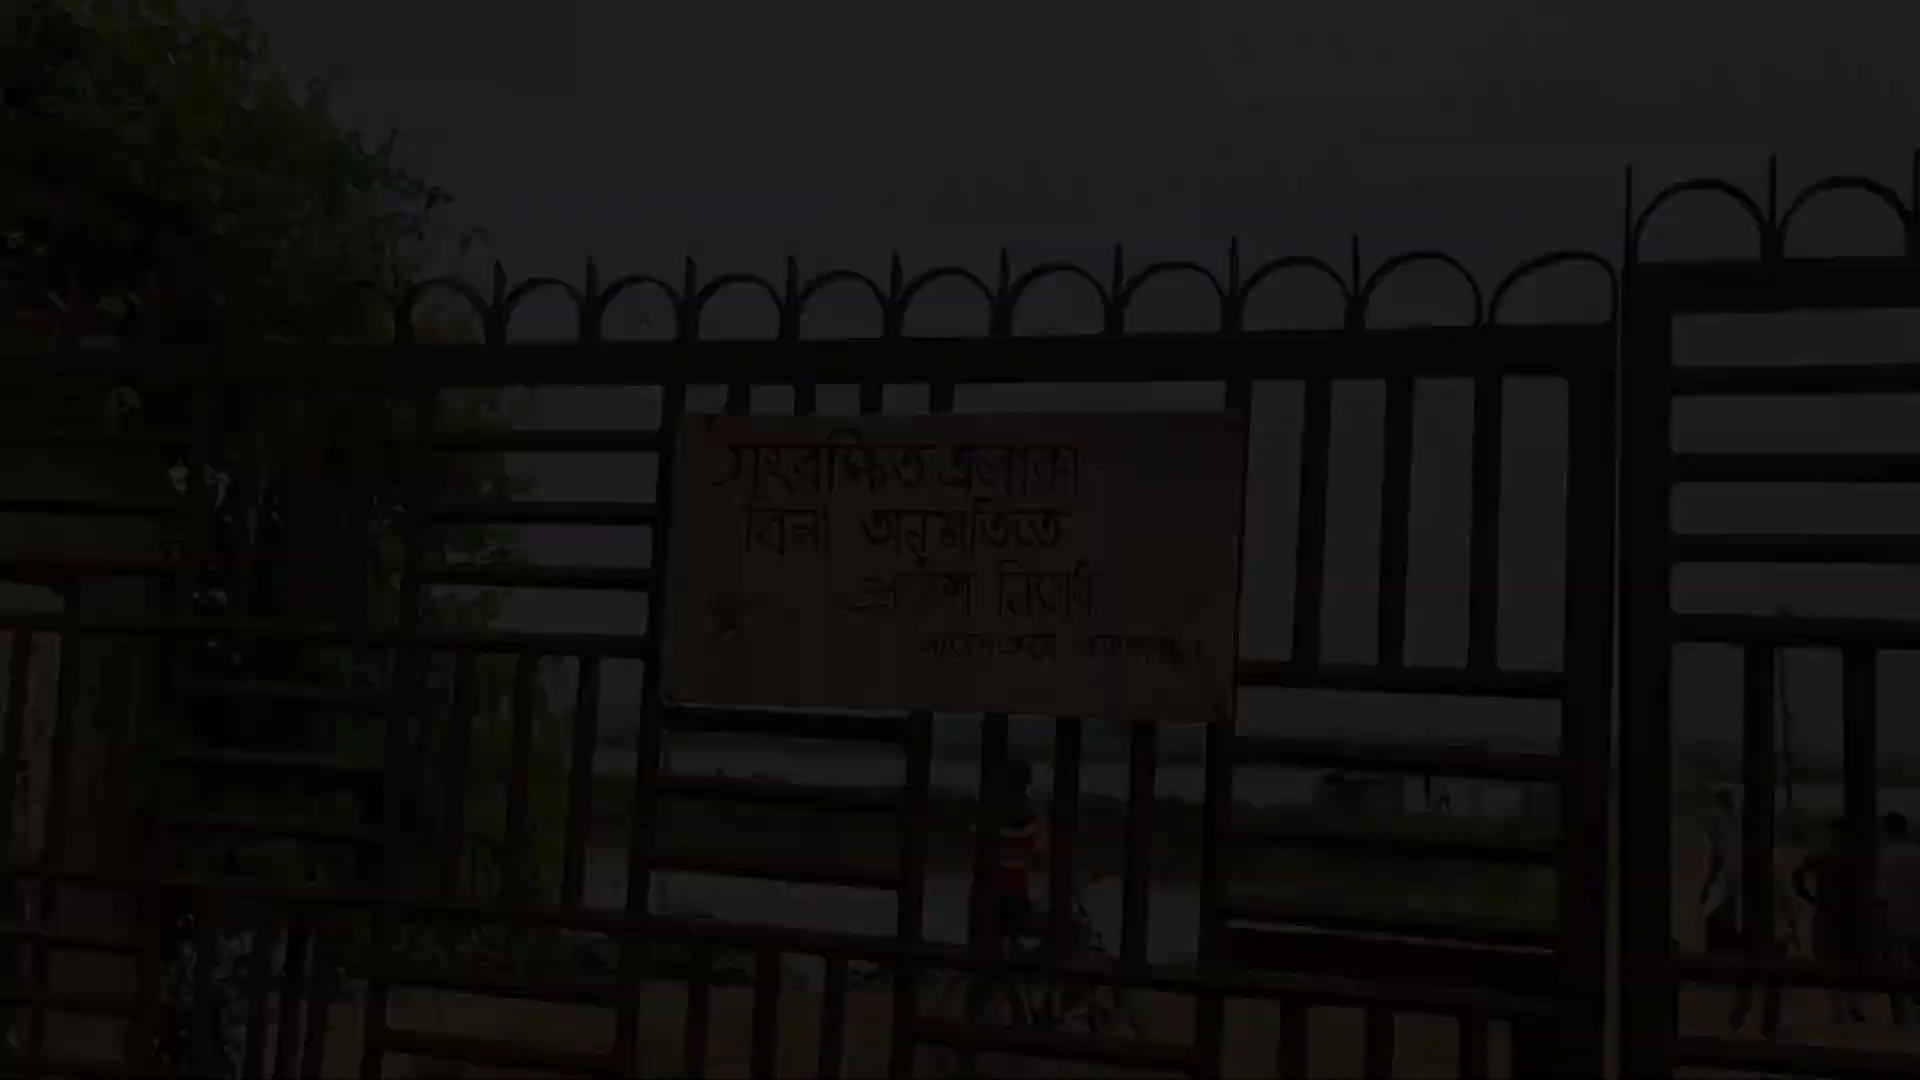 সংরক্ষিত এলাকা
বিনা অনুমতিতে
প্রবেশ নিষেধ